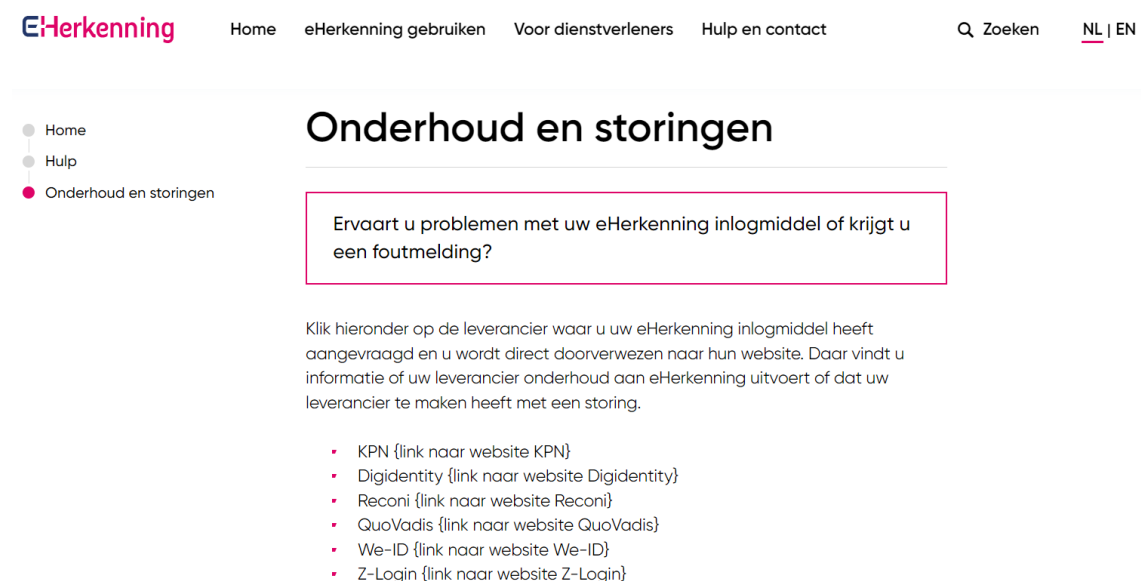 EHerkenning
Home eHerkenning gebruiken Voor dienstverleners Hulp en contact Zoeken NL | EN
Home
Hulp
Onderhoud en storingen
Onderhoud en storingen
Ervaart u problemen met uw eHerkenning inlogmiddel of krijgt u
een foutmelding?
Klik hieronder op de leverancier waar u uw eHerkenning inlogmiddel heeft
aangevraagd en u wordt direct doorverwezen naar hun website. Daar vindt u
informatie of uw leverancier onderhoud aan eHerkenning uitvoert of dat uw
leverancier te maken heeft met een storing.
KPN {link naar website KPN}
Digidentity {link naar website Digidentity}
Reconi {link naar website Reconi}
QuoVadis {link naar website QuoVadis}
We-ID {link naar website We-ID}
Z-Login {link naar website Z-Login}